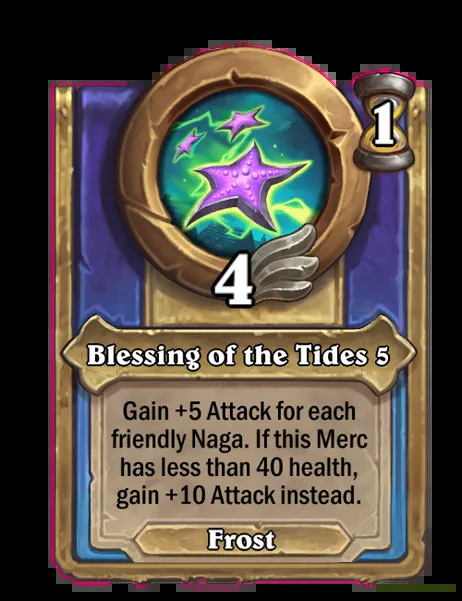 1
4
Blessing of the Tides 5
Gain +5 Attack for each
friendly Naga. If this Merc
has less than 40 health,
gain +10 Attack instead.
Frost